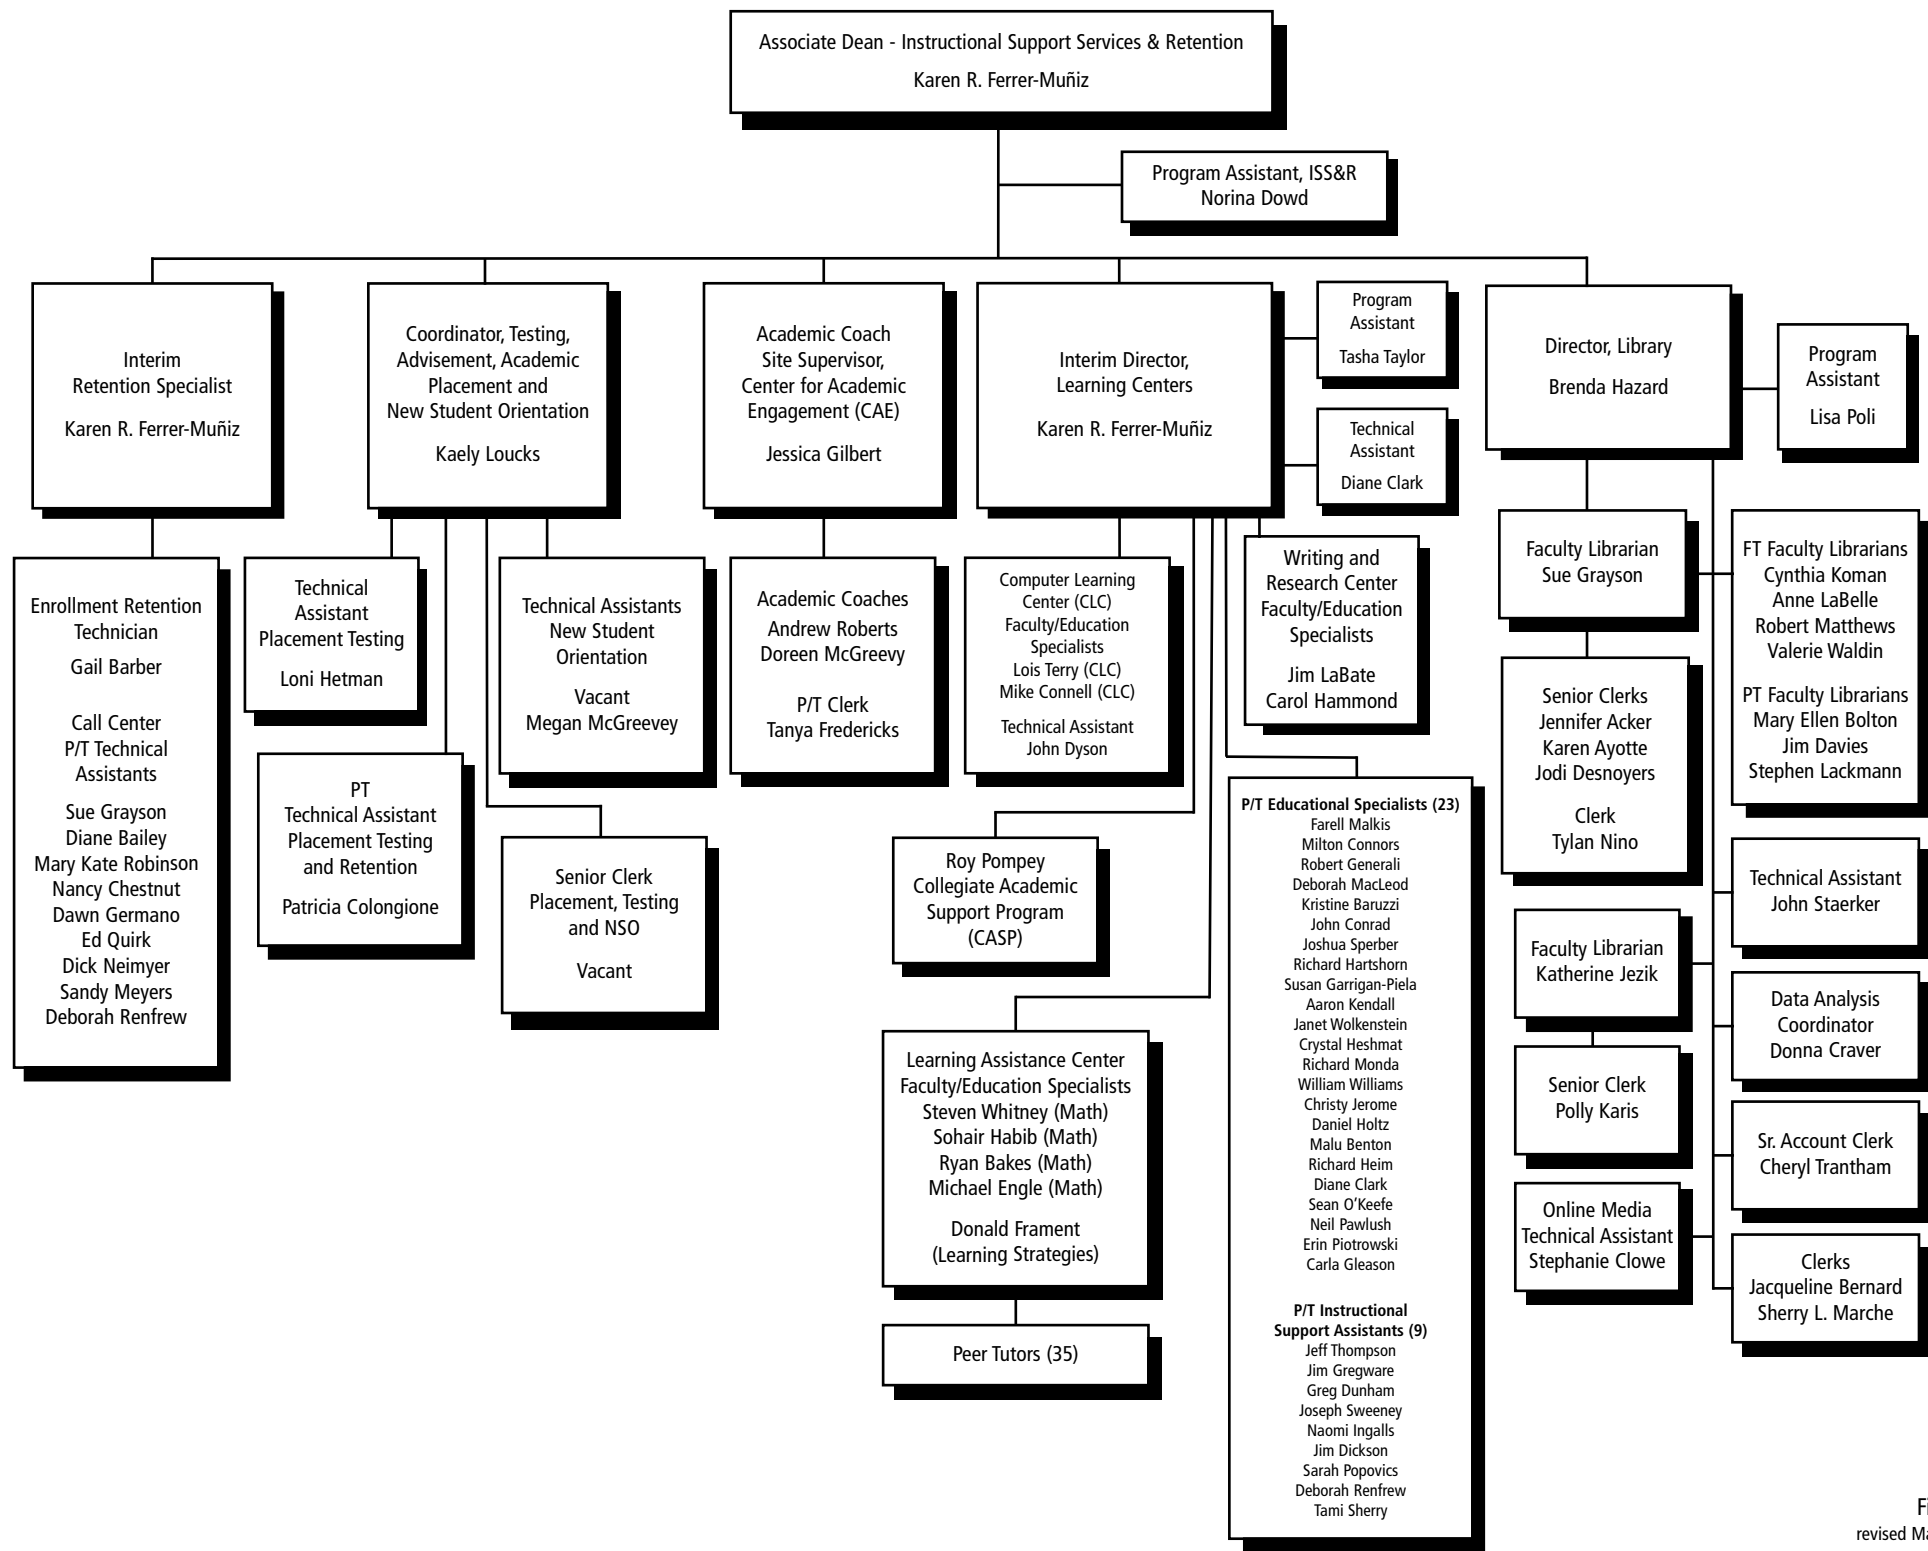 Associate Dean - Instructional Support Services & Retention
Karen R. Ferrer-Muñiz
Program Assistant, ISS&R
Norina Dowd
Interim
Retention Specialist
Karen R. Ferrer-Muñiz
Coordinator, Testing,
Advisement, Academic
Placement and
New Student Orientation
Kaely Loucks
Academic Coach
Site Supervisor,
Center for Academic
Engagement (CAE)
Jessica Gilbert
Interim Director,
Learning Centers
Karen R. Ferrer-Muñiz
Program
Assistant
Tasha Taylor
Technical
Assistant
Diane Clark
Director, Library
Brenda Hazard
Program
Assistant
Lisa Poli
Enrollment Retention
Technician
Gail Barber
Call Center
P/T Technical
Assistants
Sue Grayson
Diane Bailey
Mary Kate Robinson
Nancy Chestnut
Dawn Germano
Ed Quirk
Dick Neimyer
Sandy Meyers
Deborah Renfrew
Technical
Assistant
Placement Testing
Loni Hetman
PT
Technical Assistant
Placement Testing
and Retention
Patricia Colongione
Technical Assistants
New Student
Orientation
Vacant
Megan McGreevey
Senior Clerk
Placement, Testing
and NSO
Vacant
Academic Coaches
Andrew Roberts
Doreen McGreevy
P/T Clerk
Tanya Fredericks
Computer Learning
Center (CLC)
Faculty/Education
Specialists
Lois Terry (CLC)
Mike Connell (CLC)
Technical Assistant
John Dyson
Writing and
Research Center
Faculty/Education
Specialists
Jim LaBate
Carol Hammond
Roy Pompey
Collegiate Academic
Support Program
(CASP)
Learning Assistance Center
Faculty/Education Specialists
Steven Whitney (Math)
Sohair Habib (Math)
Ryan Bakes (Math)
Michael Engle (Math)
Donald Frament
(Learning Strategies)
Peer Tutors (35)
P/T Educational Specialists (23)
Farell Malkis
Milton Connors
Robert Generali
Deborah MacLeod
Kristine Baruzzi
John Conrad
Joshua Sperber
Richard Hartshorn
Susan Garrigan-Piela
Aaron Kendall
Janet Wolkenstein
Crystal Heshmat
Richard Monda
William Williams
Christy Jerome
Daniel Holtz
Malu Benton
Richard Heim
Diane Clark
Sean O'Keefe
Neil Pawlush
Erin Piotrowski
Carla Gleason
P/T Instructional
Support Assistants (9)
Jeff Thompson
Jim Gregware
Greg Dunham
Joseph Sweeney
Naomi Ingalls
Jim Dickson
Sarah Popovics
Deborah Renfrew
Tami Sherry
Faculty Librarian
Sue Grayson
Senior Clerks
Jennifer Acker
Karen Ayotte
Jodi Desnoyers
Clerk
Tylan Nino
Faculty Librarian
Katherine Jezik
Senior Clerk
Polly Karis
Online Media
Technical Assistant
Stephanie Clowe
FT Faculty Librarians
Cynthia Koman
Anne LaBelle
Robert Matthews
Valerie Waldin
PT Faculty Librarians
Mary Ellen Bolton
Jim Davies
Stephen Lackmann
Technical Assistant
John Staerker
Data Analysis
Coordinator
Donna Craver
Sr. Account Clerk
Cheryl Trantham
Clerks
Jacqueline Bernard
Sherry L. Marche
revised